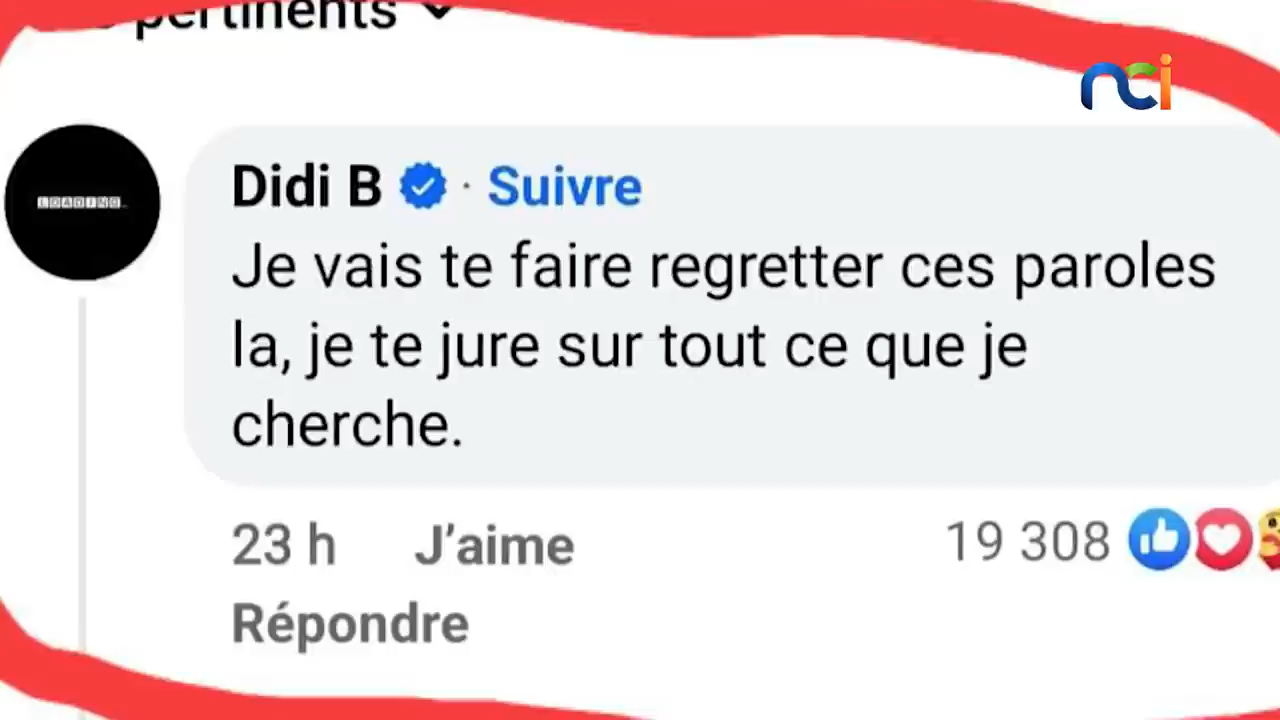 pertinents
nci
Didi B · Suivre
LOADING..
Je vais te faire regretter ces paroles
la, je te jure sur tout ce que je
cherche.
23 h J’aime 19 308
Répondre